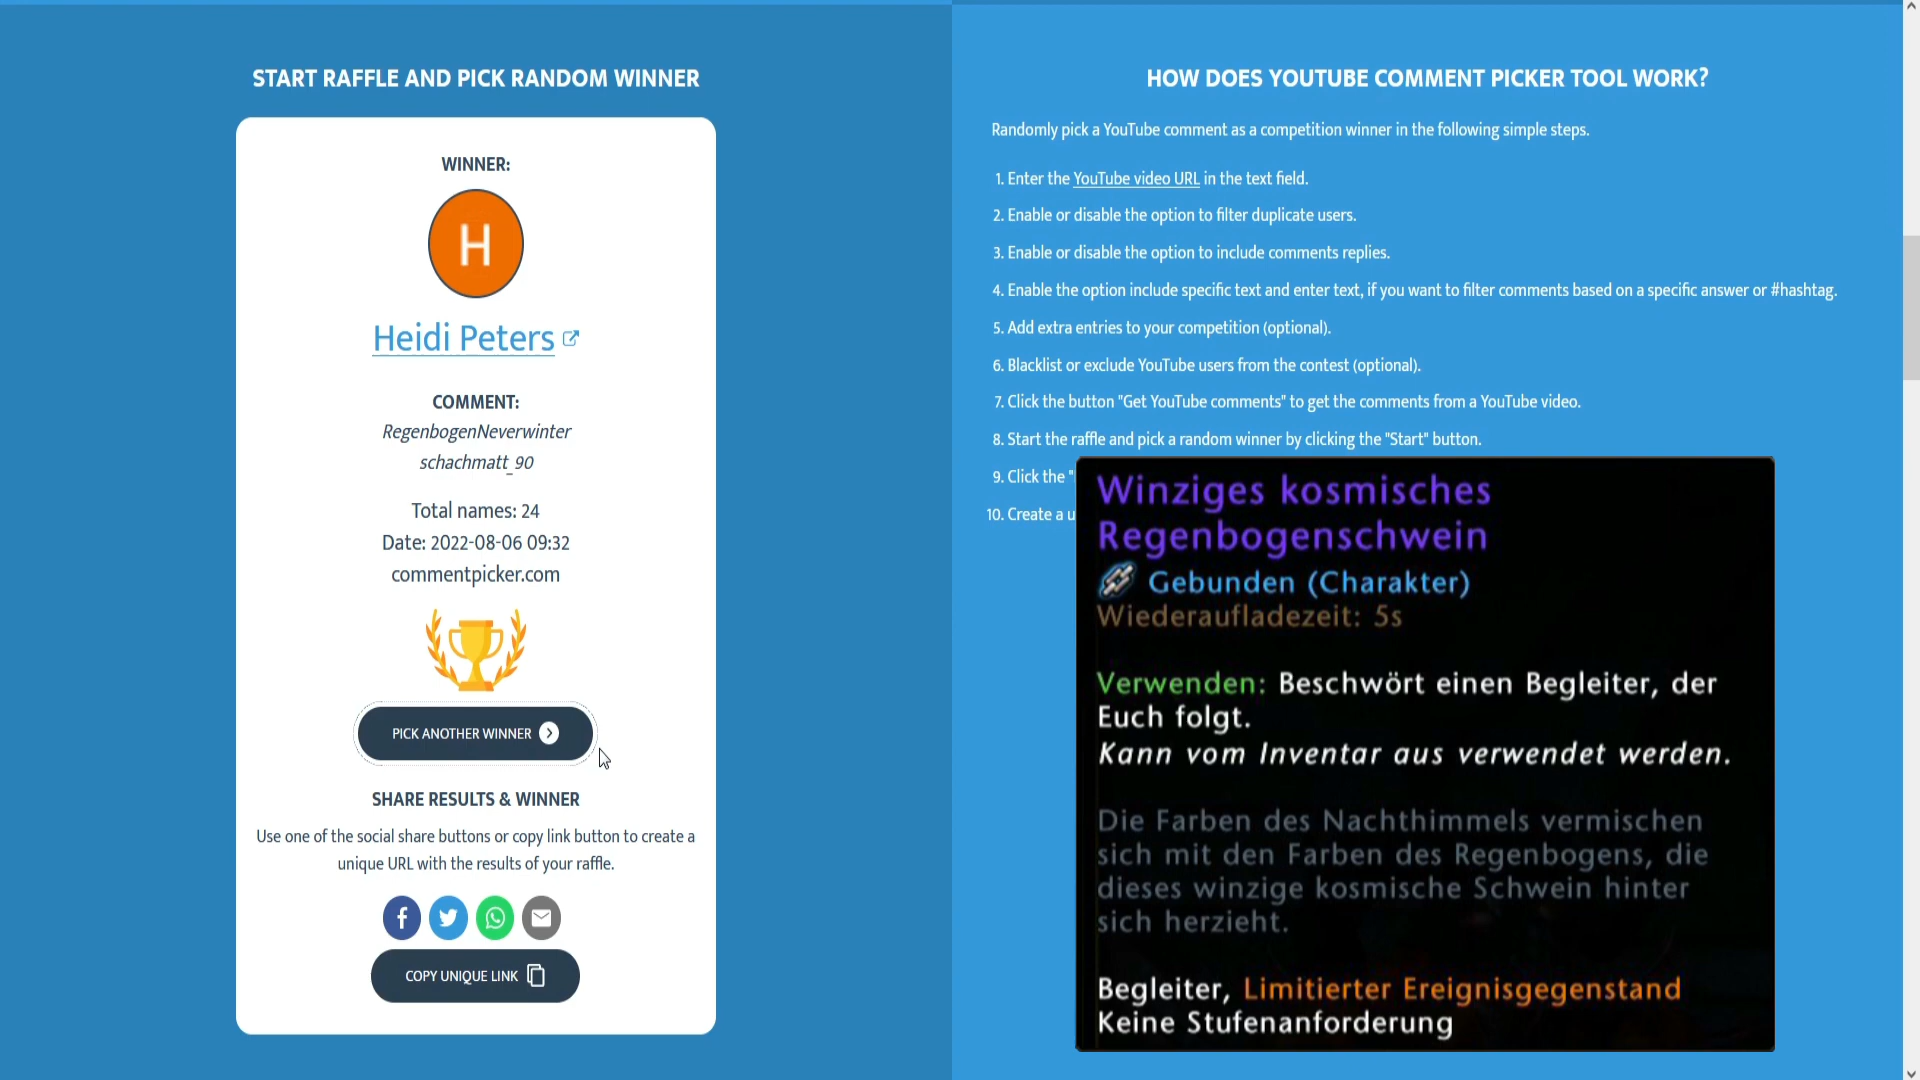 START RAFFLE AND PICK RANDOM WINNER
WINNER:
H
Heidi Peters
COMMENT:
RegenbogenNeverwinter
schachmatt_90
Total names: 24
Date: 2022-08-06 09:32
commentpicker.com
PICK ANOTHER WINNER
SHARE RESULTS & WINNER
Use one of the social share buttons or copy link button to create a
unique URL with the results of your raffle.
COPY UNIQUE LINK
HOW DOES YOUTUBE COMMENT PICKER TOOL WORK?
Randomly pick a YouTube comment as a competition winner in the following simple steps.
1. Enter the YouTube video URL in the text field.
2. Enable or disable the option to filter duplicate users.
3. Enable or disable the option to include comments replies.
4. Enable the option include specific text and enter text, if you want to filter comments based on a specific answer or #hashtag.
5. Add extra entries to your competition (optional).
6. Blacklist or exclude YouTube users from the contest (optional).
7. Click the button "Get YouTube comments" to get the comments from a YouTube video.
8. Start the raffle and pick a random winner by clicking the "Start" button.
9. Click the "
10. Create a u
Winziges kosmisches
Regenbogenschwein
Gebunden (Charakter)
Wiederaufladezeit: 5s
Verwenden: Beschwört einen Begleiter, der
Euch folgt.
Kann vom Inventar aus verwendet werden.
Die Farben des Nachthimmels vermischen
sich mit den Farben des Regenbogens, die
dieses winzige kosmische Schwein hinter
sich herzieht.
Begleiter, Limitierter Ereignisgegenstand
Keine Stufenanforderung